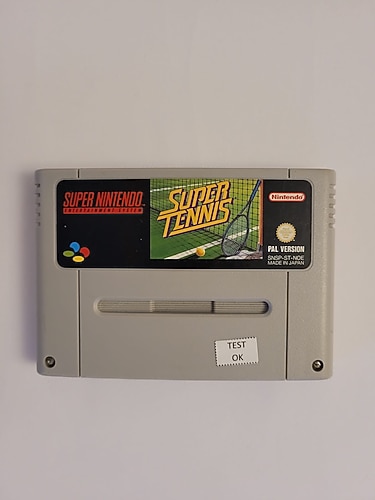 SUPER NINTENDO
ENTERTAINMENT SYSTEM
SUPER
TENNIS
Nintendo
PAL VERSION
SNSP-ST-NOE
MADE IN JAPAN
TEST
OK